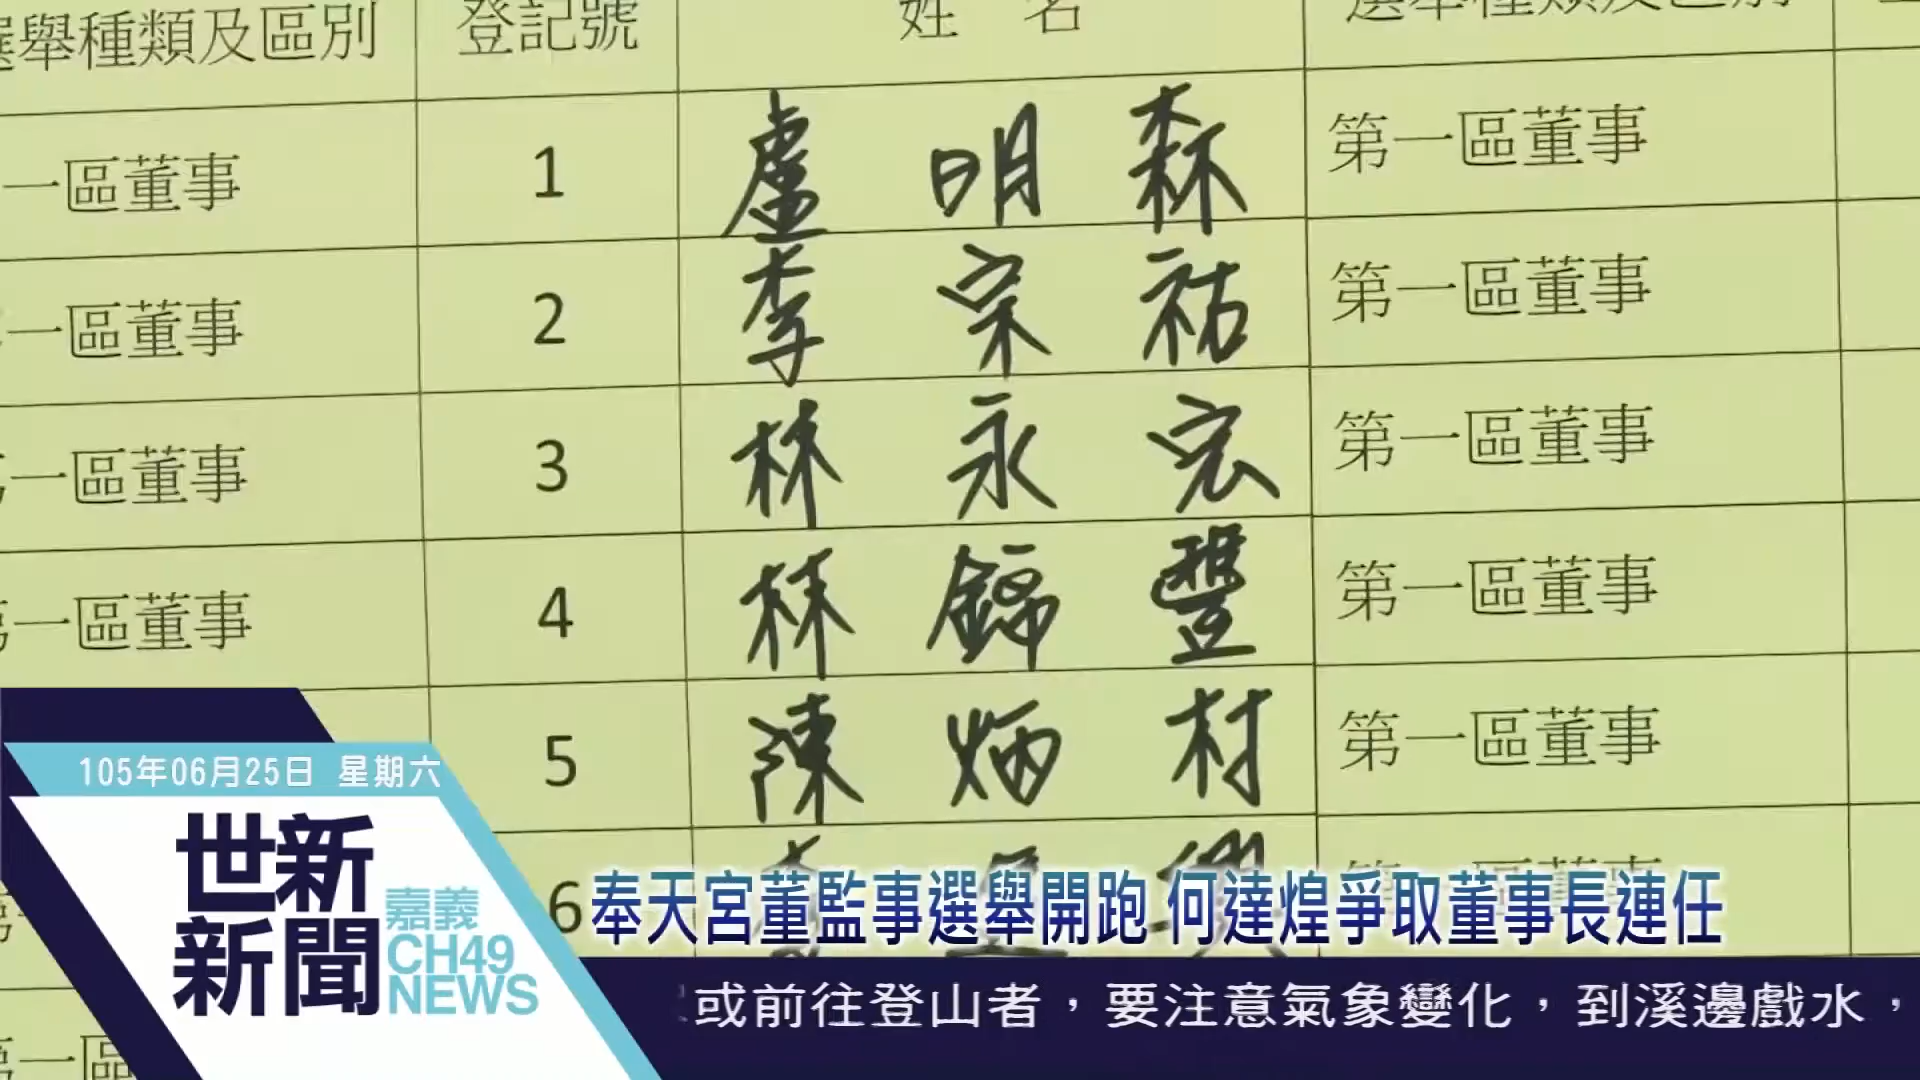 選舉種類及區別 登記號 姓 名 選舉種類及區別
一區董事 1 盧明森 第一區董事
一區董事 2 李宗祐 第一區董事
第一區董事 3 林永宏 第一區董事
第一區董事 4 林錦豐 第一區董事
5 陳炳村 第一區董事
6 第一區董事
105年06月25日 星期六
世新新聞
嘉義
CH49
NEWS
奉天宮董監事選舉開跑 何達煌爭取董事長連任
或前往登山者，要注意氣象變化，到溪邊戲水，
第一區